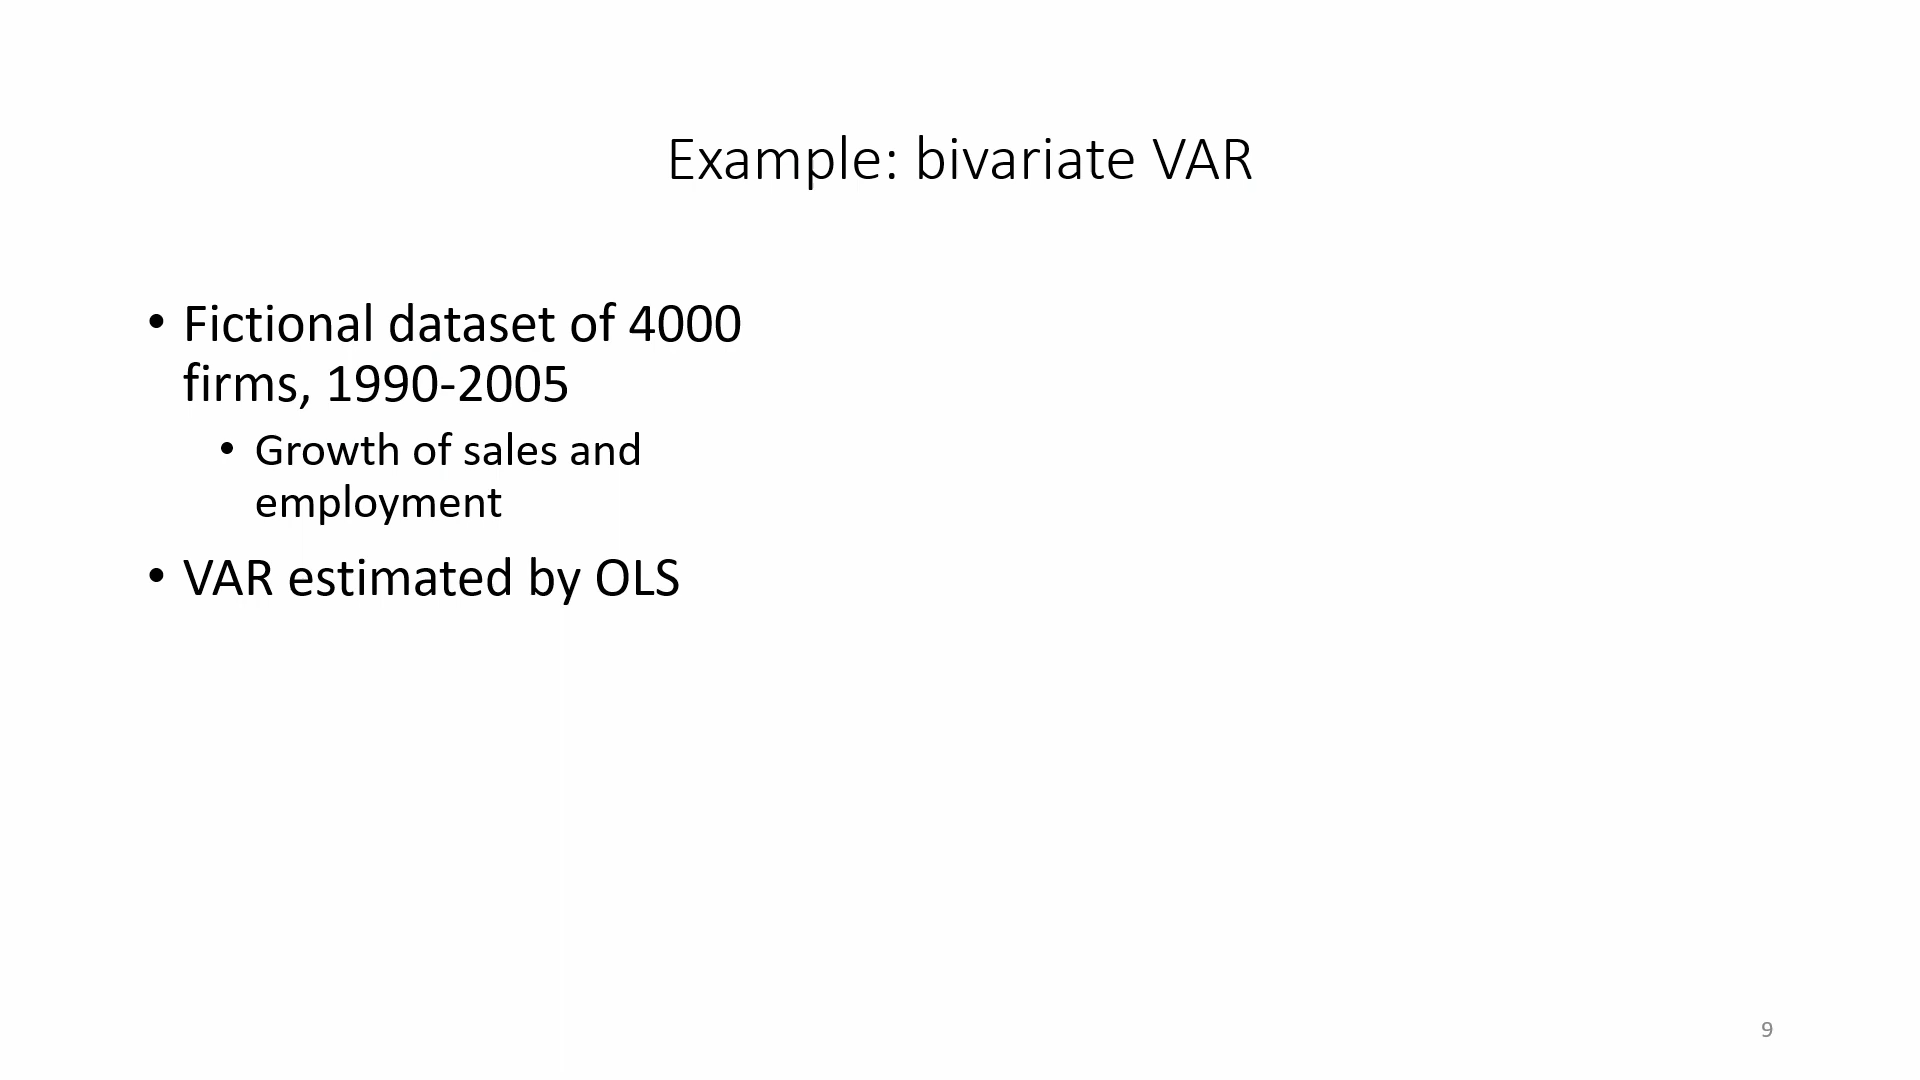 Example: bivariate VAR
• Fictional dataset of 4000
firms, 1990-2005
• Growth of sales and
employment
• VAR estimated by OLS
9